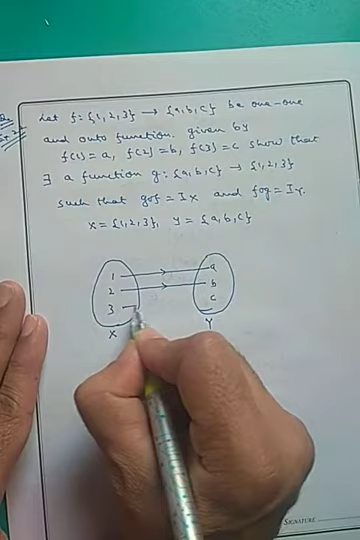 Let f: {1,2,3} → {a,b,c} be one-one
and onto function given by
f(1)=a, f(2)=b, f(3)=c show that
∃ a function g: {a,b,c} → {1,2,3}
such that gof = Ix and fog = Iy.
x={1,2,3}, Y={a,b,c}
1 a
2 b
3 c
X Y
SIGNATURE